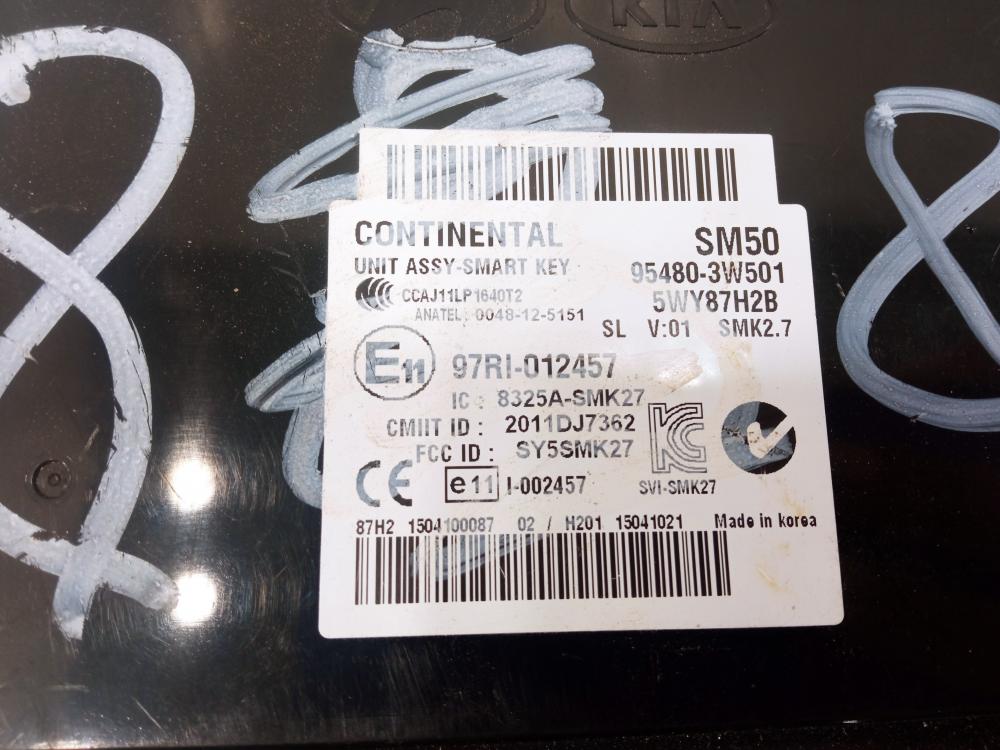 KIA
8
8
CONTINENTAL
SM50
UNIT ASSY-SMART KEY
95480-3W501
CCAJ11LP1640T2
5WY87H2B
ANATEL: 0048-12-5151
SL V:01 SMK2.7
E11
97RI-012457
IC : 8325A-SMK27
CMIIT ID : 2011DJ7362
FCC ID : SY5SMK27
CE
e11 I-002457
SVI-SMK27
87H2 1504100087 02 / H201 15041021 Made in korea